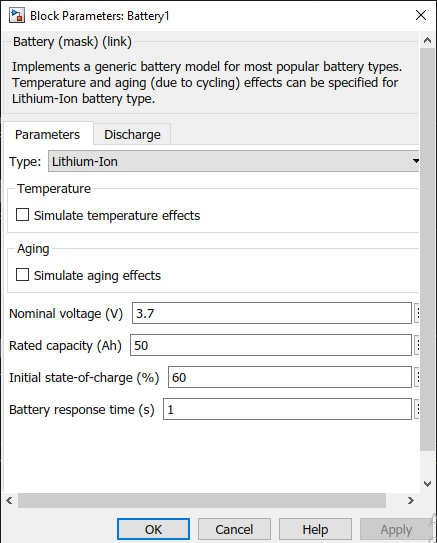 Block Parameters: Battery1
Battery (mask) (link)
Implements a generic battery model for most popular battery types.
Temperature and aging (due to cycling) effects can be specified for
Lithium-Ion battery type.
Parameters Discharge
Type: Lithium-Ion
Temperature
Simulate temperature effects
Aging
Simulate aging effects
Nominal voltage (V) 3.7
Rated capacity (Ah) 50
Initial state-of-charge (%) 60
Battery response time (s) 1
OK Cancel Help Apply